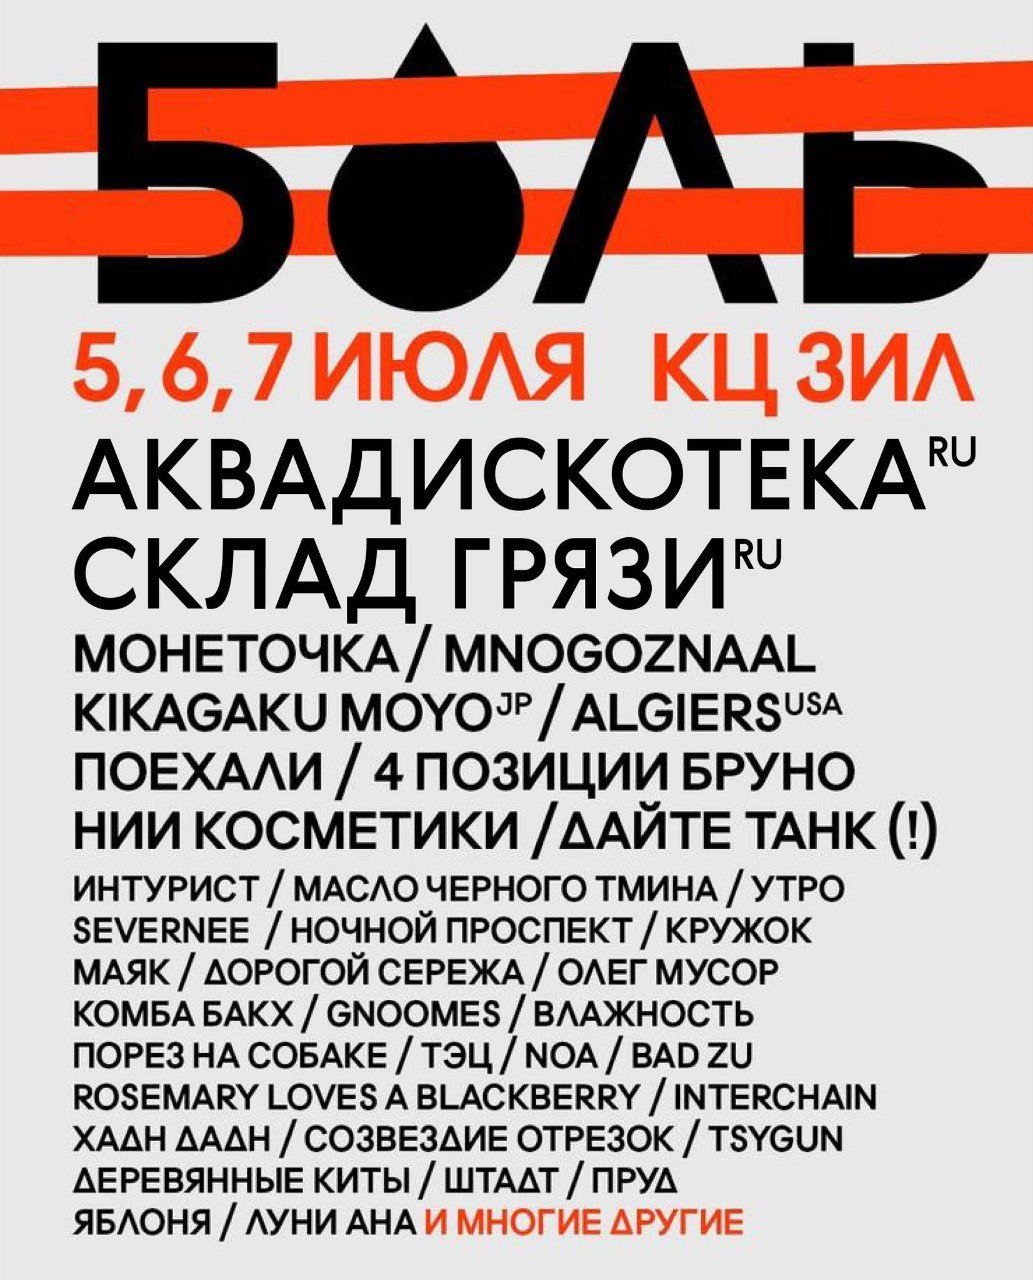 БОЛЬ
5, 6, 7 ИЮЛЯ КЦ ЗИЛ
АКВАДИСКОТЕКА RU
СКЛАД ГРЯЗИ RU
МОНЕТОЧКА / MNOGOZNAAL
KIKAGAKU MOYO JP / ALGIERS USA
ПОЕХАЛИ / 4 ПОЗИЦИИ БРУНО
НИИ КОСМЕТИКИ / ДАЙТЕ ТАНК (!)
ИНТУРИСТ / МАСЛО ЧЕРНОГО ТМИНА / УТРО
SEVERNEE / НОЧНОЙ ПРОСПЕКТ / КРУЖОК
МАЯК / ДОРОГОЙ СЕРЕЖА / ОЛЕГ МУСОР
КОМБА БАКХ / GNOOMES / ВЛАЖНОСТЬ
ПОРЕЗ НА СОБАКЕ / ТЭЦ / NOA / BAD ZU
ROSEMARY LOVES A BLACKBERRY / INTERCHAIN
ХАДН ДАДН / СОЗВЕЗДИЕ ОТРЕЗОК / TSYGUN
ДЕРЕВЯННЫЕ КИТЫ / ШТАДТ / ПРУД
ЯБЛОНЯ / ЛУНИ АНА И МНОГИЕ ДРУГИЕ